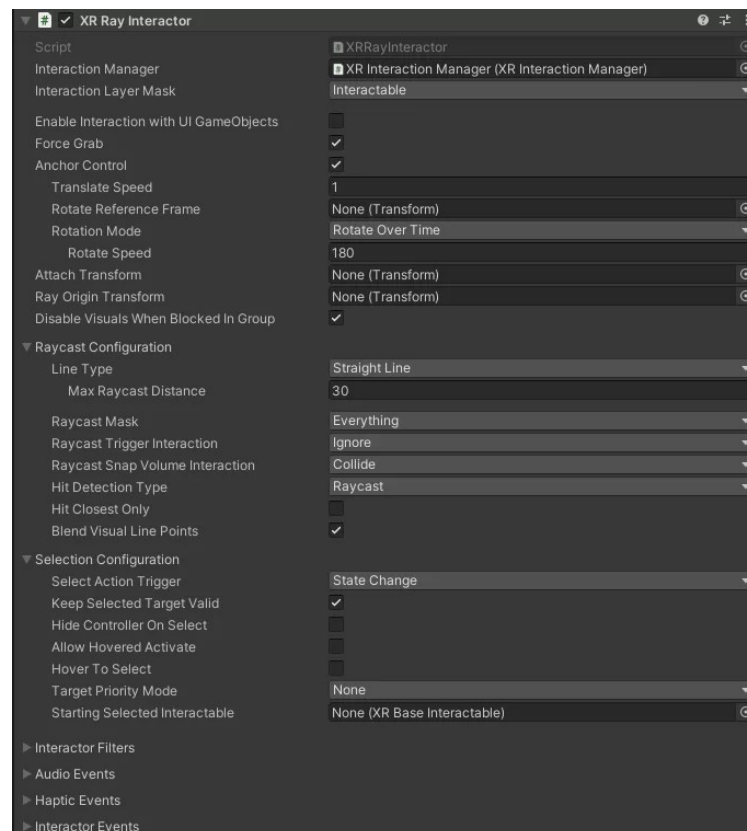 XR Ray Interactor
Script XRRayInteractor
Interaction Manager XR Interaction Manager (XR Interaction Manager)
Interaction Layer Mask Interactable
Enable Interaction with UI GameObjects
Force Grab
Anchor Control
Translate Speed 1
Rotate Reference Frame None (Transform)
Rotation Mode Rotate Over Time
Rotate Speed 180
Attach Transform None (Transform)
Ray Origin Transform None (Transform)
Disable Visuals When Blocked In Group
Raycast Configuration
Line Type Straight Line
Max Raycast Distance 30
Raycast Mask Everything
Raycast Trigger Interaction Ignore
Raycast Snap Volume Interaction Collide
Hit Detection Type Raycast
Hit Closest Only
Blend Visual Line Points
Selection Configuration
Select Action Trigger State Change
Keep Selected Target Valid
Hide Controller On Select
Allow Hovered Activate
Hover To Select
Target Priority Mode None
Starting Selected Interactable None (XR Base Interactable)
Interactor Filters
Audio Events
Haptic Events
Interactor Events